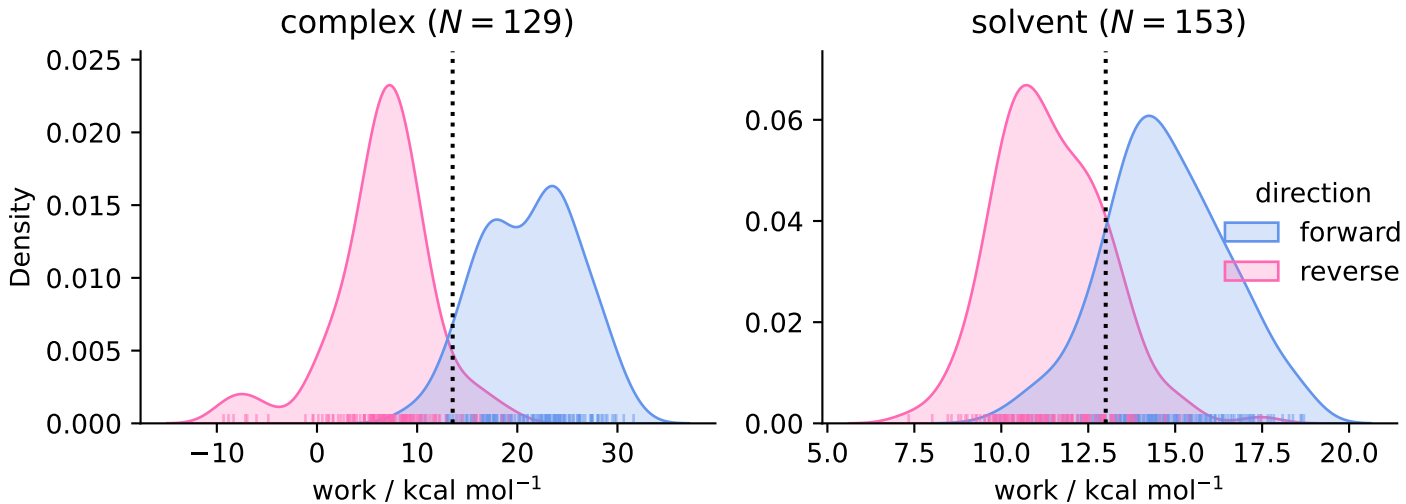 complex (N = 129)
0.025
0.020
0.015
0.010
0.005
0.000
Density
−10 0 10 20 30
work / kcal mol⁻¹
solvent (N = 153)
0.06
0.04
0.02
0.00
5.0 7.5 10.0 12.5 15.0 17.5 20.0
work / kcal mol⁻¹
direction
forward
reverse